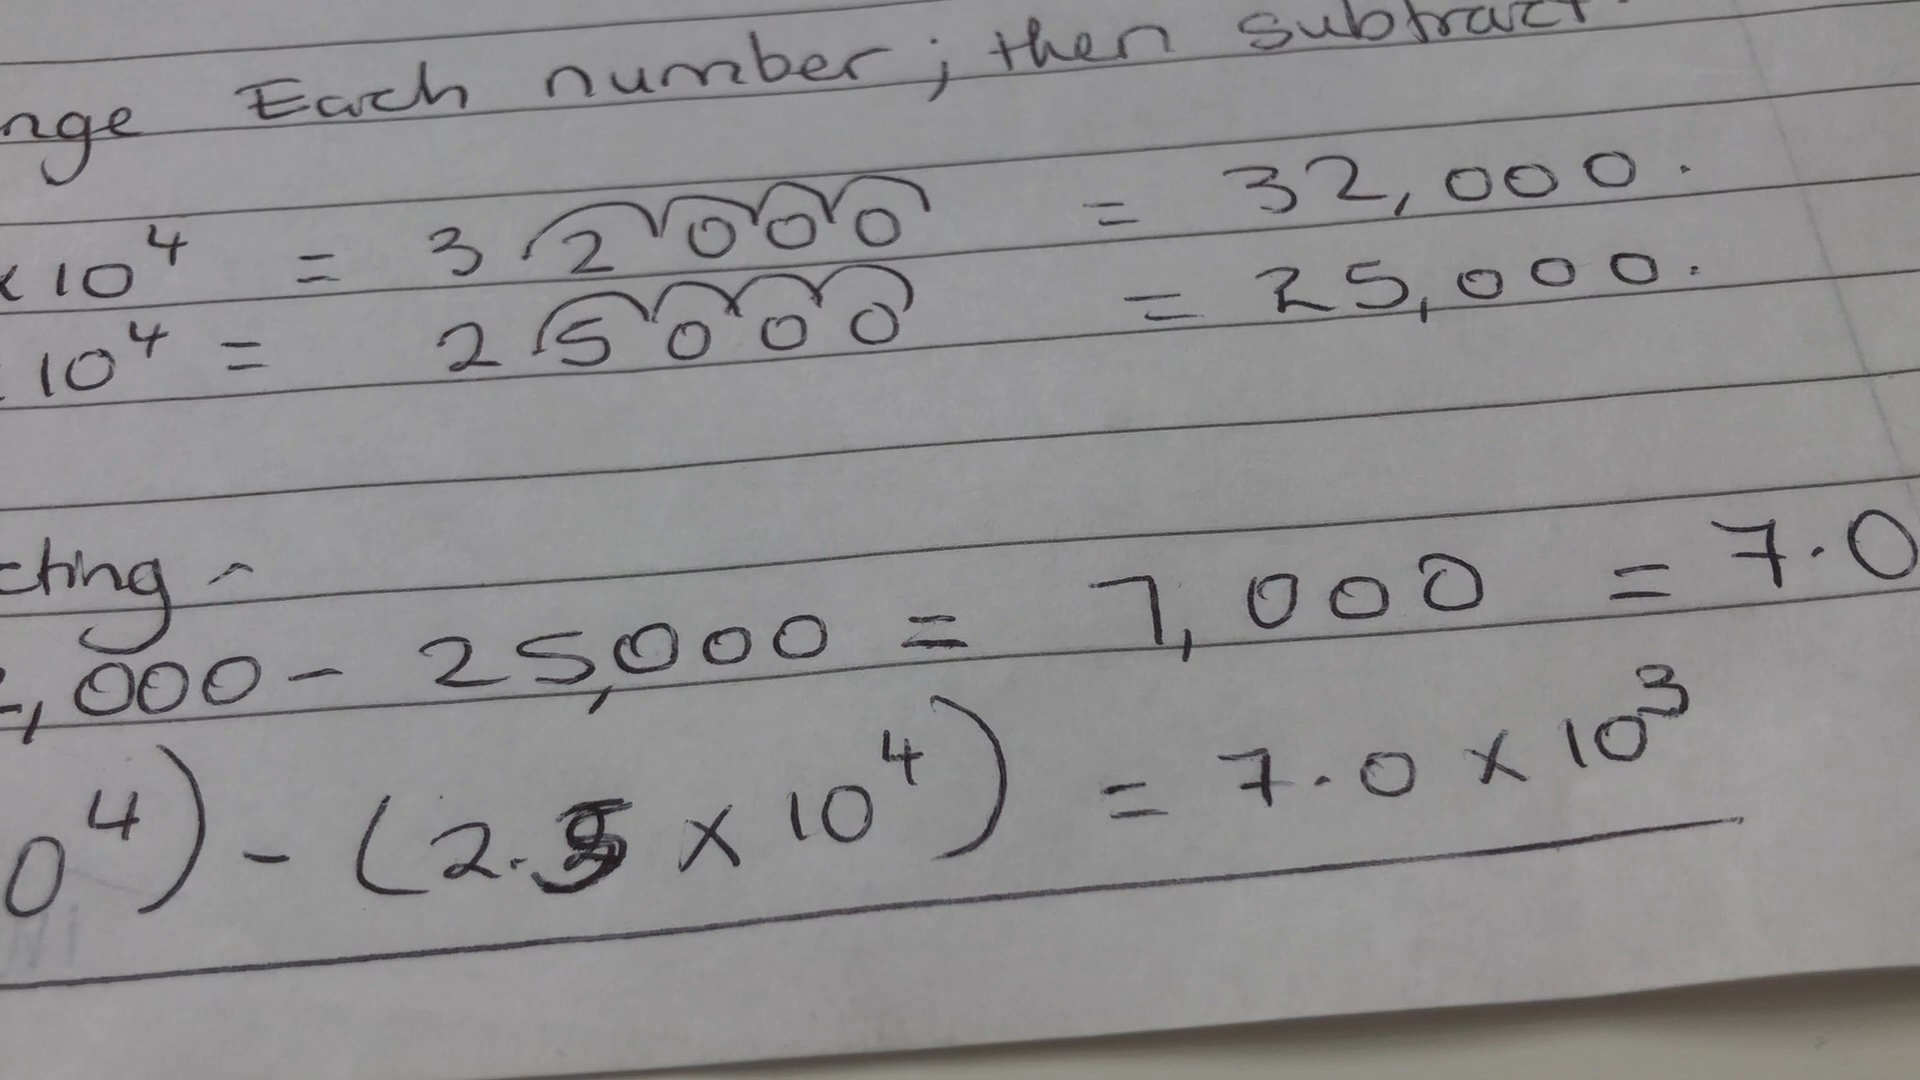 nge Each number; then subtract.
x 10⁴ = 3 2 0 0 0 = 32,000.
10⁴ = 2 5 0 0 0 = 25,000.
cting -
,000 - 25,000 = 7,000 = 7.0
0⁴) - (2.5 x 10⁴) = 7.0 x 10³